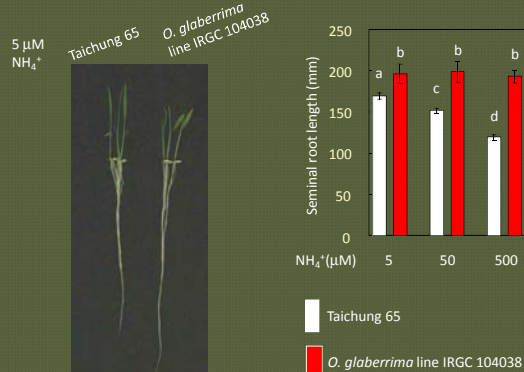 5 μM
NH₄⁺
Taichung 65
O. glaberrima
line IRGC 104038
Seminal root length (mm)
250
200
150
100
50
0
a
b
c
b
d
b
NH₄⁺(μM)
5
50
500
Taichung 65
O. glaberrima line IRGC 104038